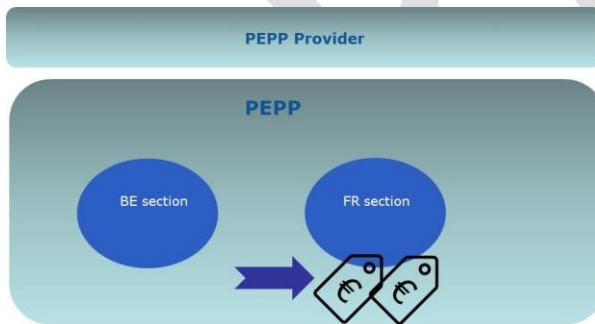 PEPP Provider
PEPP
BE section
FR section
€ €